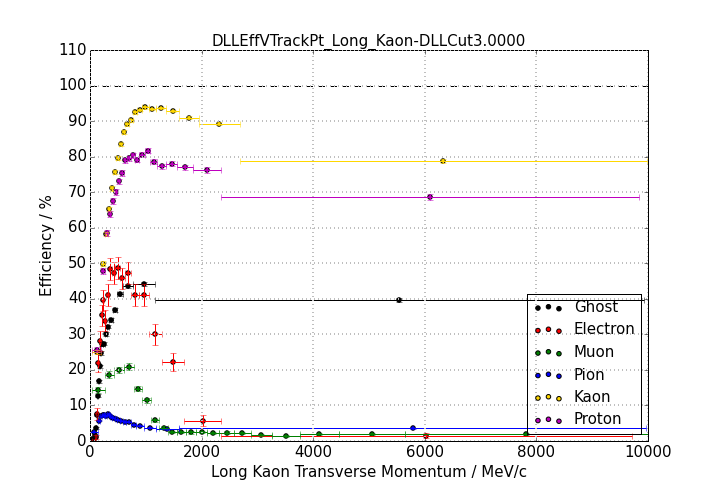 DLLEffVTrackPt_Long_Kaon-DLLCut3.0000
110
100
90
80
70
60
50
40
30
20
10
0
Efficiency / %
Ghost
Electron
Muon
Pion
Kaon
Proton
0 2000 4000 6000 8000 10000
Long Kaon Transverse Momentum / MeV/c